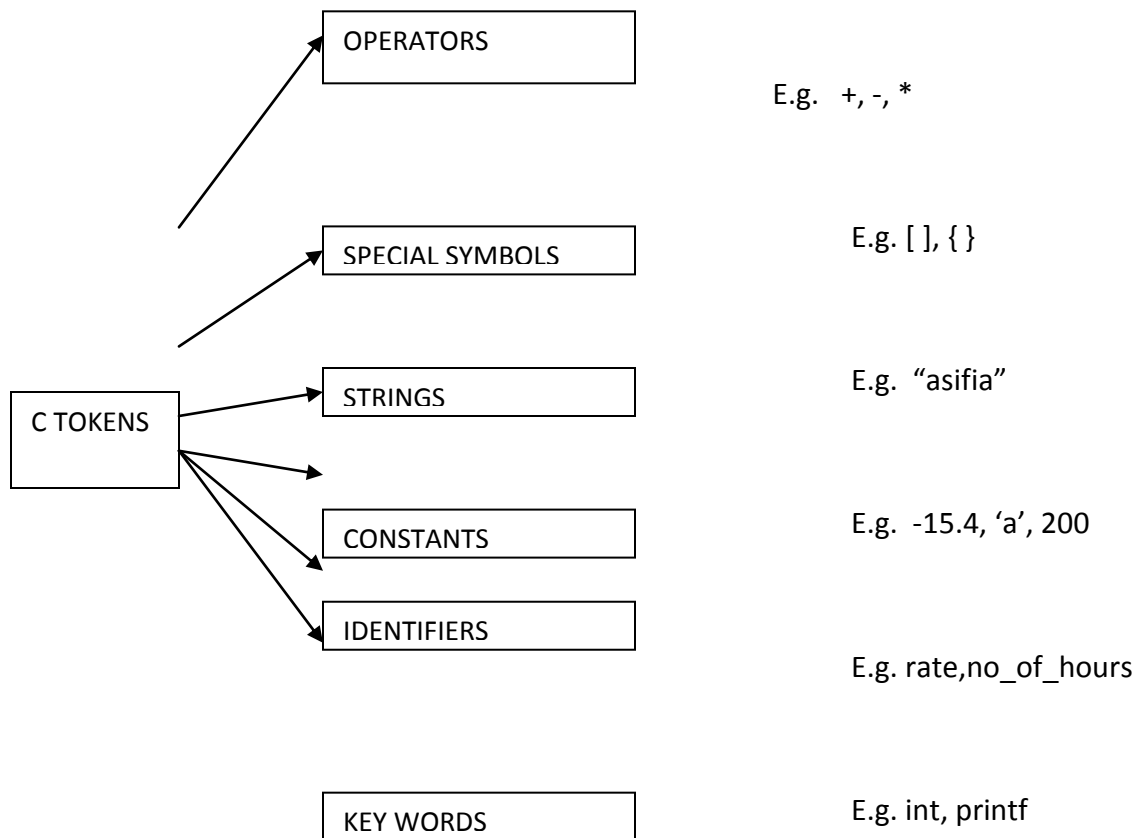 OPERATORS
E.g. +, -, *
SPECIAL SYMBOLS
E.g. [ ], { }
STRINGS
E.g. “asifia”
C TOKENS
CONSTANTS
E.g. -15.4, ‘a’, 200
IDENTIFIERS
E.g. rate,no_of_hours
KEY WORDS
E.g. int, printf